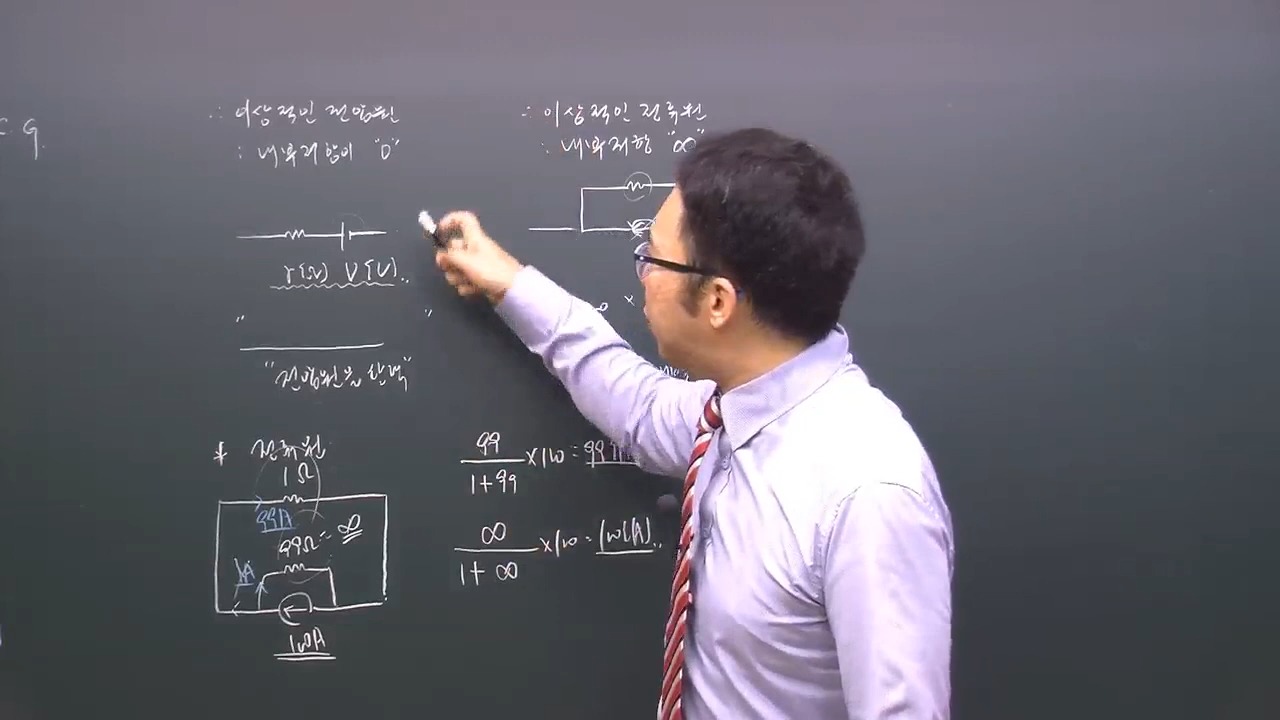 C. G.
∴ 이상적인 전압원
: 내부저항이 "0"
r[Ω) V[V]..
" "
"전압원을 단락"
* 전류원
1Ω
99A
99Ω = ∞
1A
100A
∴ 이상적인 전류원
: 내부저항 "∞"
×
99
1+99
×100 = 99
∞
1+∞
×100 = 100[A]..